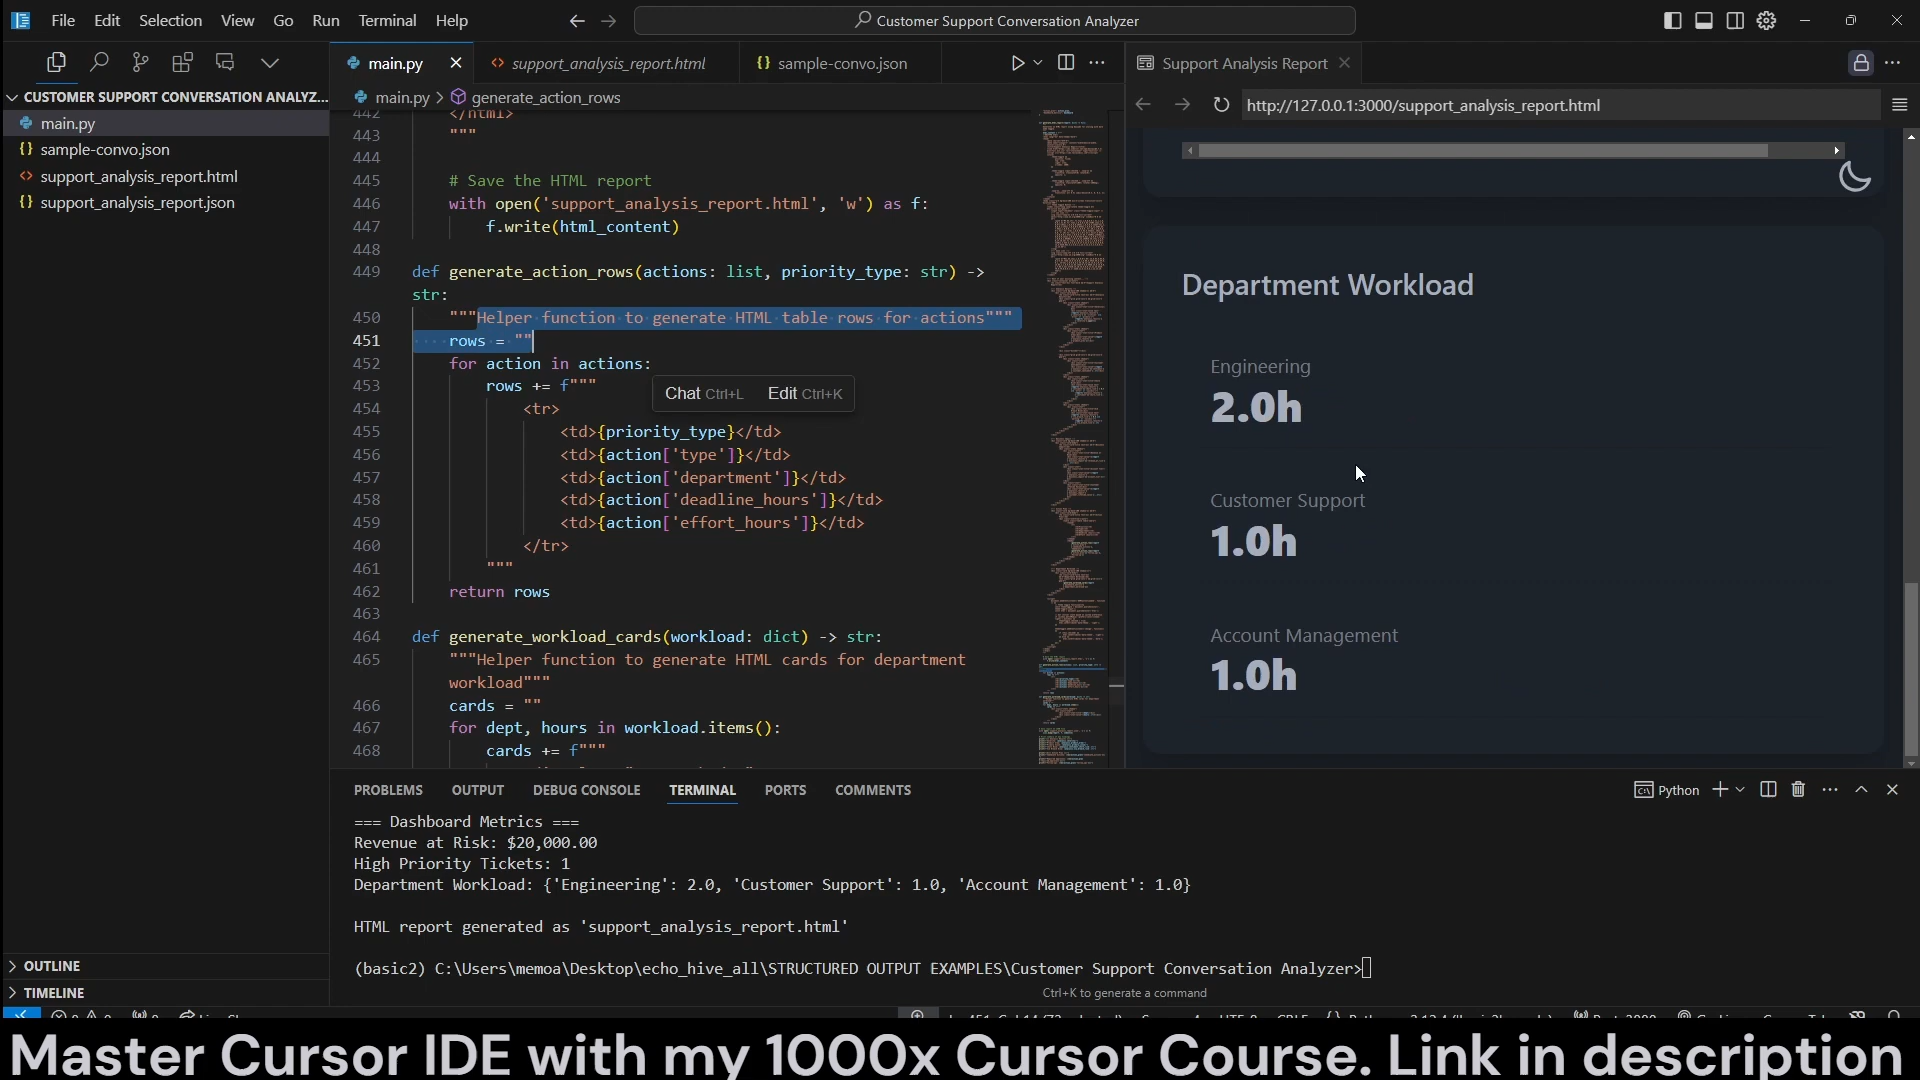 File Edit Selection View Go Run Terminal Help
Customer Support Conversation Analyzer
CUSTOMER SUPPORT CONVERSATION ANALYZ...
main.py
sample-convo.json
support_analysis_report.html
support_analysis_report.json
OUTLINE
TIMELINE
main.py
support_analysis_report.html
sample-convo.json
main.py > generate_action_rows
442 </html>
443 """
444
445 # Save the HTML report
446 with open('support_analysis_report.html', 'w') as f:
447 f.write(html_content)
448
449 def generate_action_rows(actions: list, priority_type: str) ->
str:
450 """Helper function to generate HTML table rows for actions"""
451 rows = ""
452 for action in actions:
453 rows += f"""
Chat Ctrl+L Edit Ctrl+K
454 <tr>
455 <td>{priority_type}</td>
456 <td>{action['type']}</td>
457 <td>{action['department']}</td>
458 <td>{action['deadline_hours']}</td>
459 <td>{action['effort_hours']}</td>
460 </tr>
461 """
462 return rows
463
464 def generate_workload_cards(workload: dict) -> str:
465 """Helper function to generate HTML cards for department
workload"""
466 cards = ""
467 for dept, hours in workload.items():
468 cards += f"""
Support Analysis Report
http://127.0.0.1:3000/support_analysis_report.html
Department Workload
Engineering
2.0h
Customer Support
1.0h
Account Management
1.0h
PROBLEMS OUTPUT DEBUG CONSOLE TERMINAL PORTS COMMENTS
Python
=== Dashboard Metrics ===
Revenue at Risk: $20,000.00
High Priority Tickets: 1
Department Workload: {'Engineering': 2.0, 'Customer Support': 1.0, 'Account Management': 1.0}
HTML report generated as 'support_analysis_report.html'
(basic2) C:\Users\memoa\Desktop\echo_hive_all\STRUCTURED OUTPUT EXAMPLES\Customer Support Conversation Analyzer>
Ctrl+K to generate a command
Master Cursor IDE with my 1000x Cursor Course. Link in description